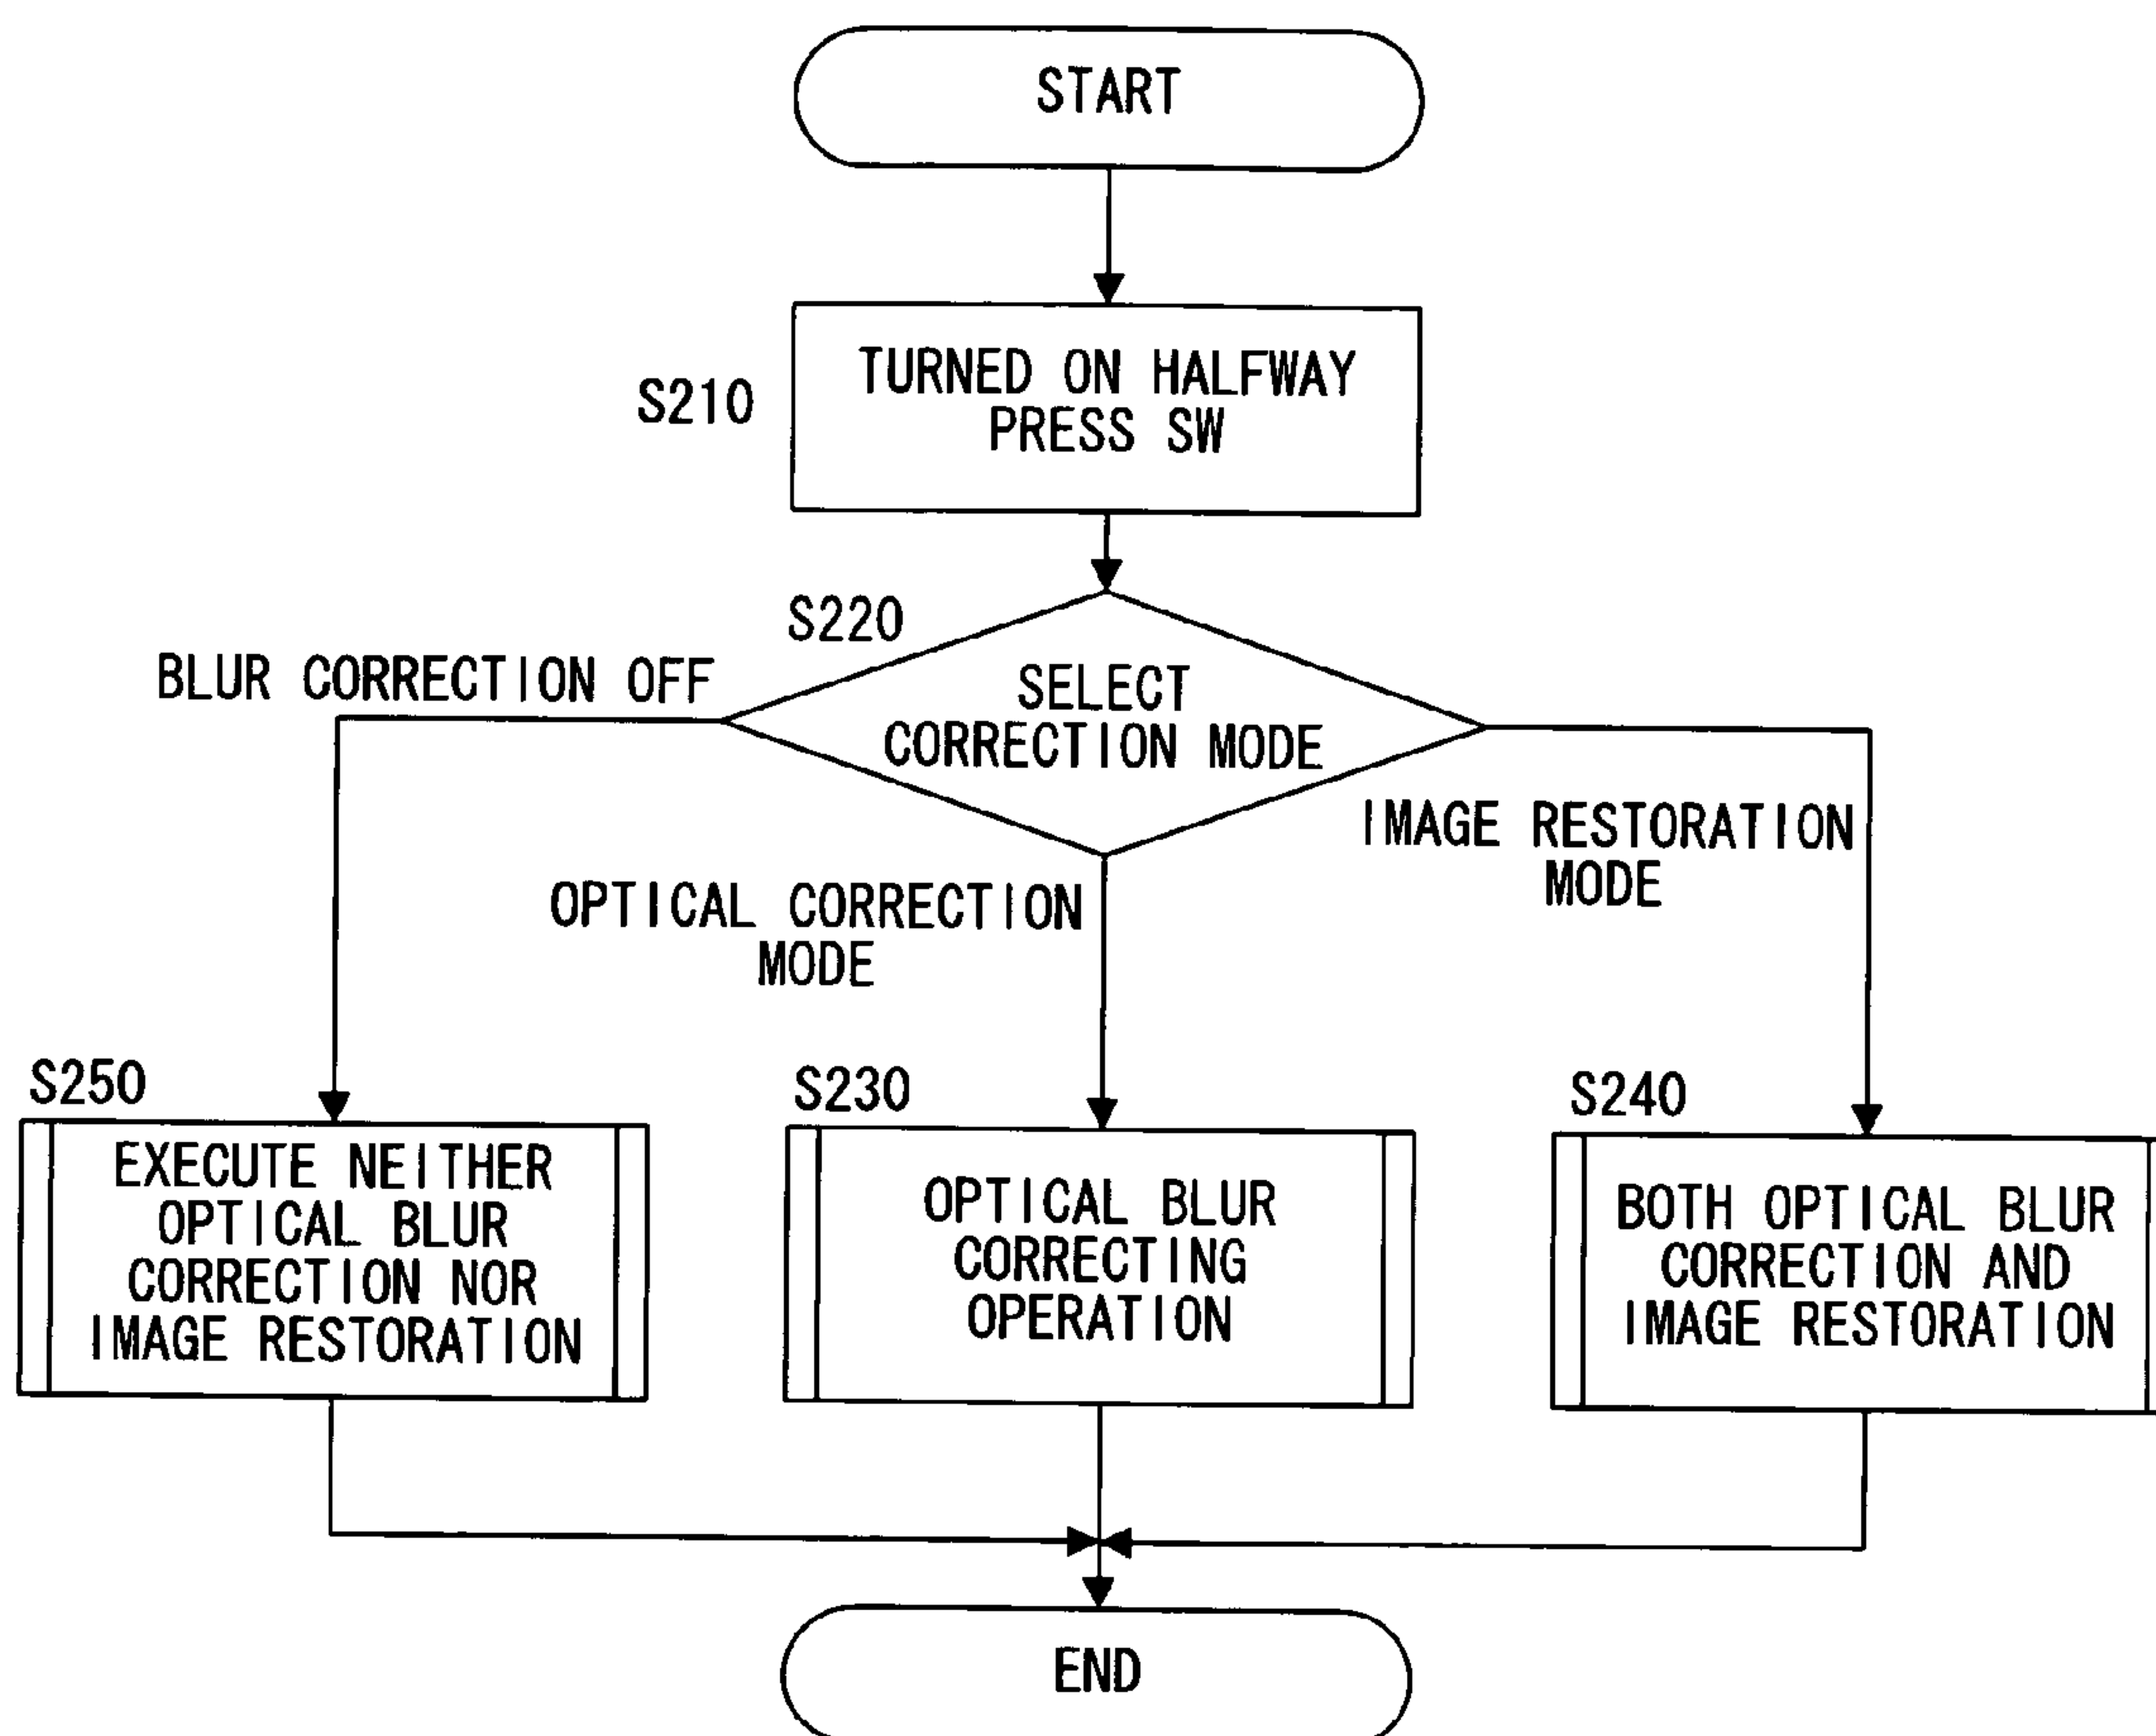 START
S210
TURNED ON HALFWAY
PRESS SW
S220
BLUR CORRECTION OFF
SELECT
CORRECTION MODE
IMAGE RESTORATION
MODE
OPTICAL CORRECTION
MODE
S250
EXECUTE NEITHER
OPTICAL BLUR
CORRECTION NOR
IMAGE RESTORATION
S230
OPTICAL BLUR
CORRECTING
OPERATION
S240
BOTH OPTICAL BLUR
CORRECTION AND
IMAGE RESTORATION
END